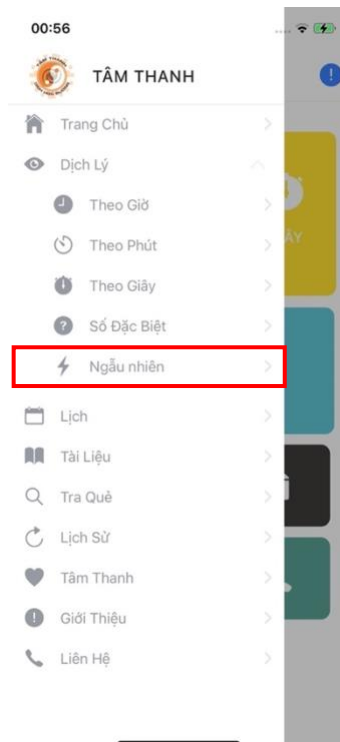 00:56
TÂM THANH
Trang Chủ
Dịch Lý
Theo Giờ
Theo Phút
ÂY
Theo Giây
Số Đặc Biệt
Ngẫu nhiên
Lịch
Tài Liệu
Tra Quẻ
Lịch Sử
Tâm Thanh
Giới Thiệu
Liên Hệ